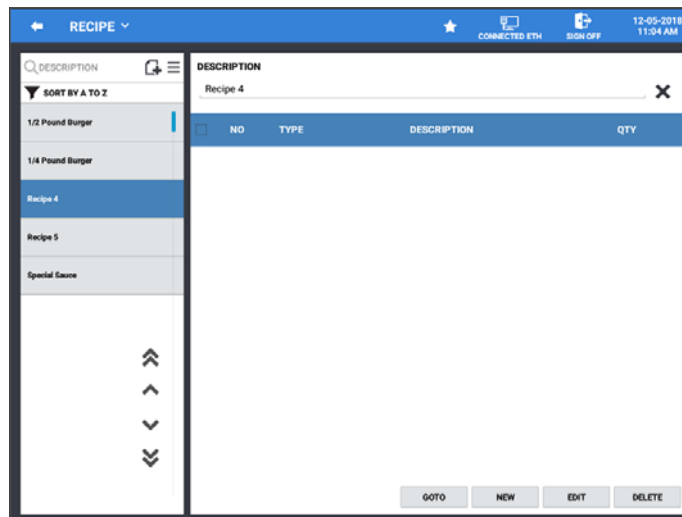 RECIPE
CONNECTED ETH
SIGN OFF
12-05-2018
11:04 AM
DESCRIPTION
SORT BY A TO Z
1/2 Pound Burger
1/4 Pound Burger
Recipe 4
Recipe 5
Special Sauce
DESCRIPTION
Recipe 4
NO TYPE DESCRIPTION QTY
GOTO NEW EDIT DELETE